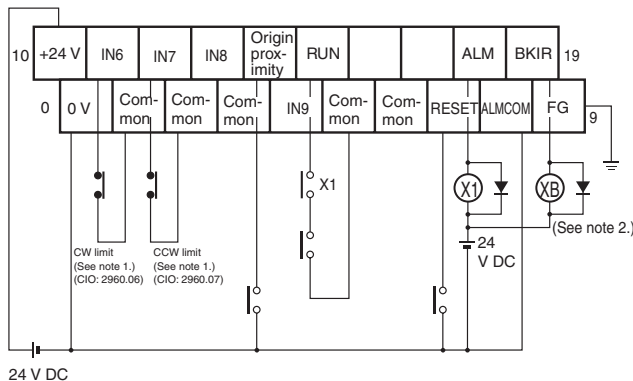 10 +24 V IN6 IN7 IN8 Origin prox-imity RUN ALM BKIR 19
0 0 V Com-mon Com-mon Com-mon IN9 Com-mon Com-mon RESET ALMCOM FG 9
X1
X1
XB
(See note 2.)
CW limit
(See note 1.)
(CIO: 2960.06)
CCW limit
(See note 1.)
(CIO: 2960.07)
24
V DC
24 V DC